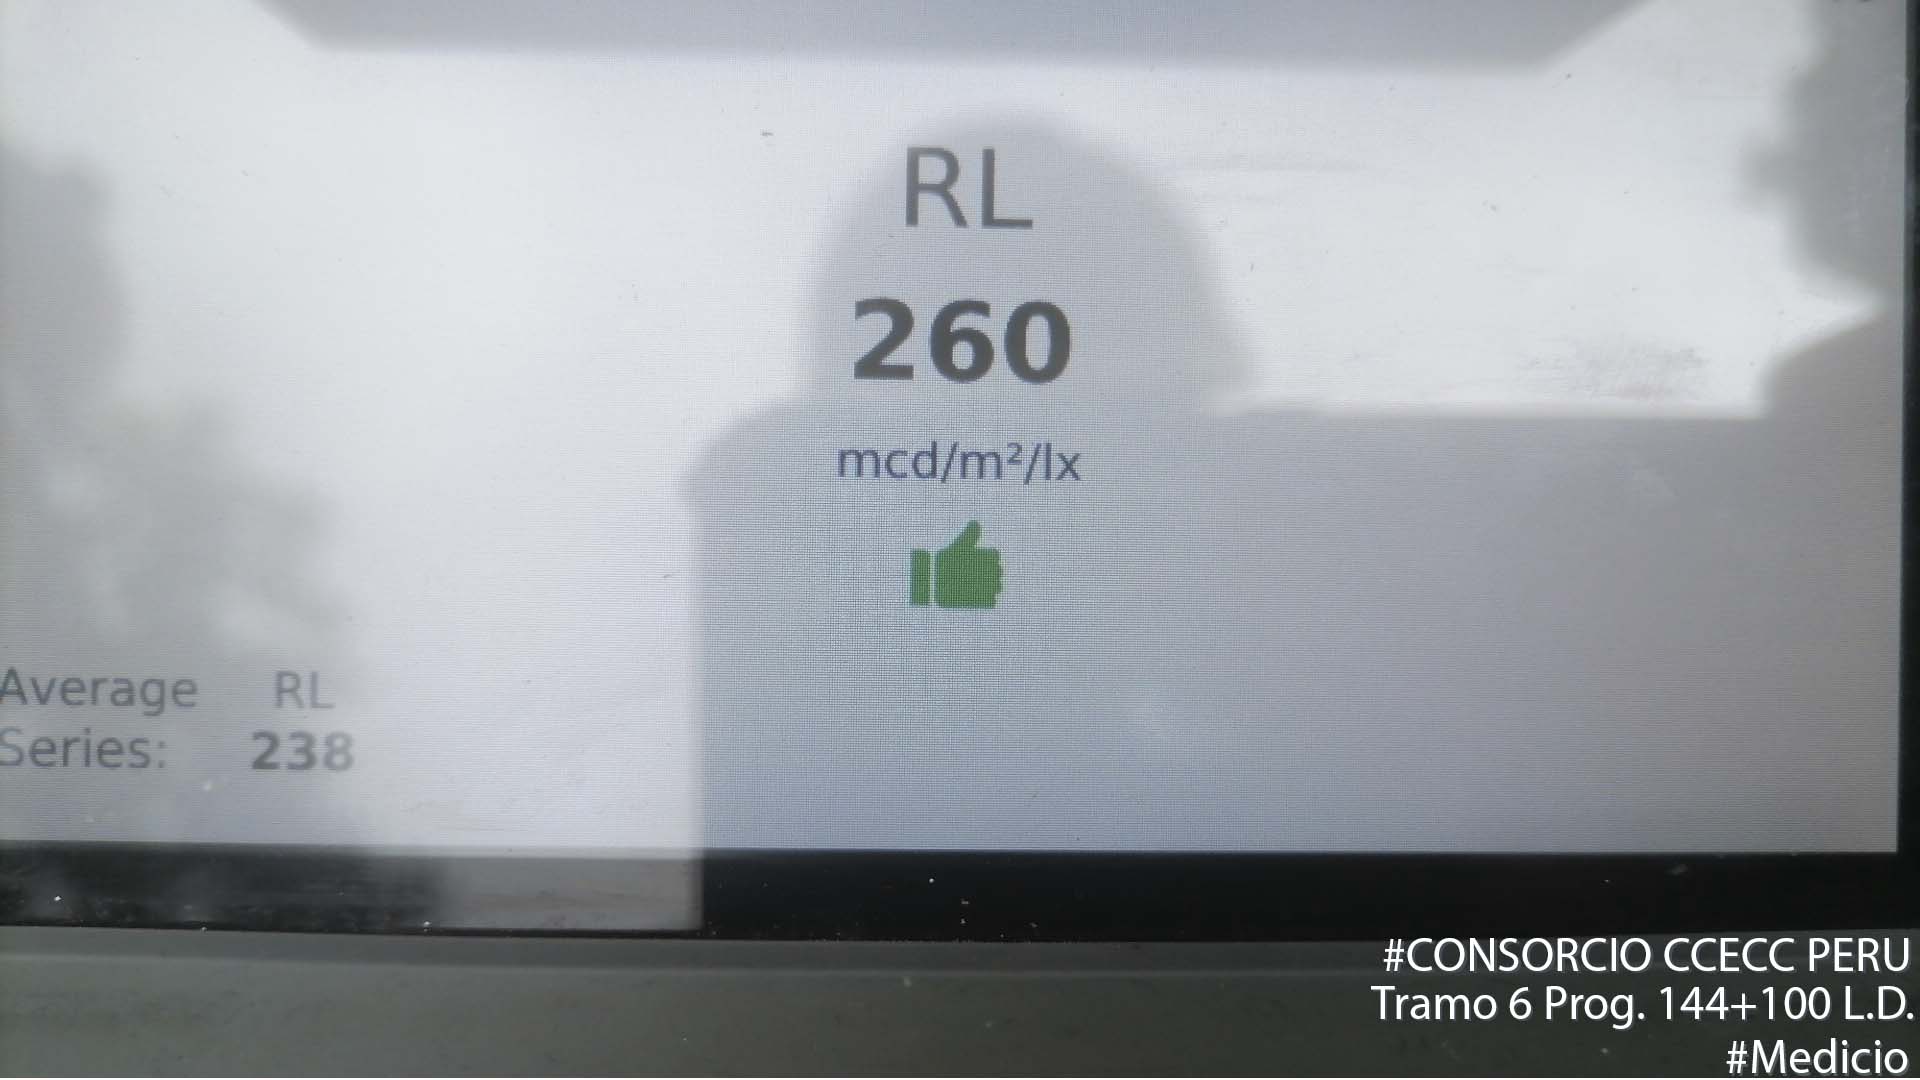 RL
260
mcd/m²/lx
Average RL
Series: 238
#CONSORCIO CCECC PERU
Tramo 6 Prog. 144+100 L.D.
#Medicio